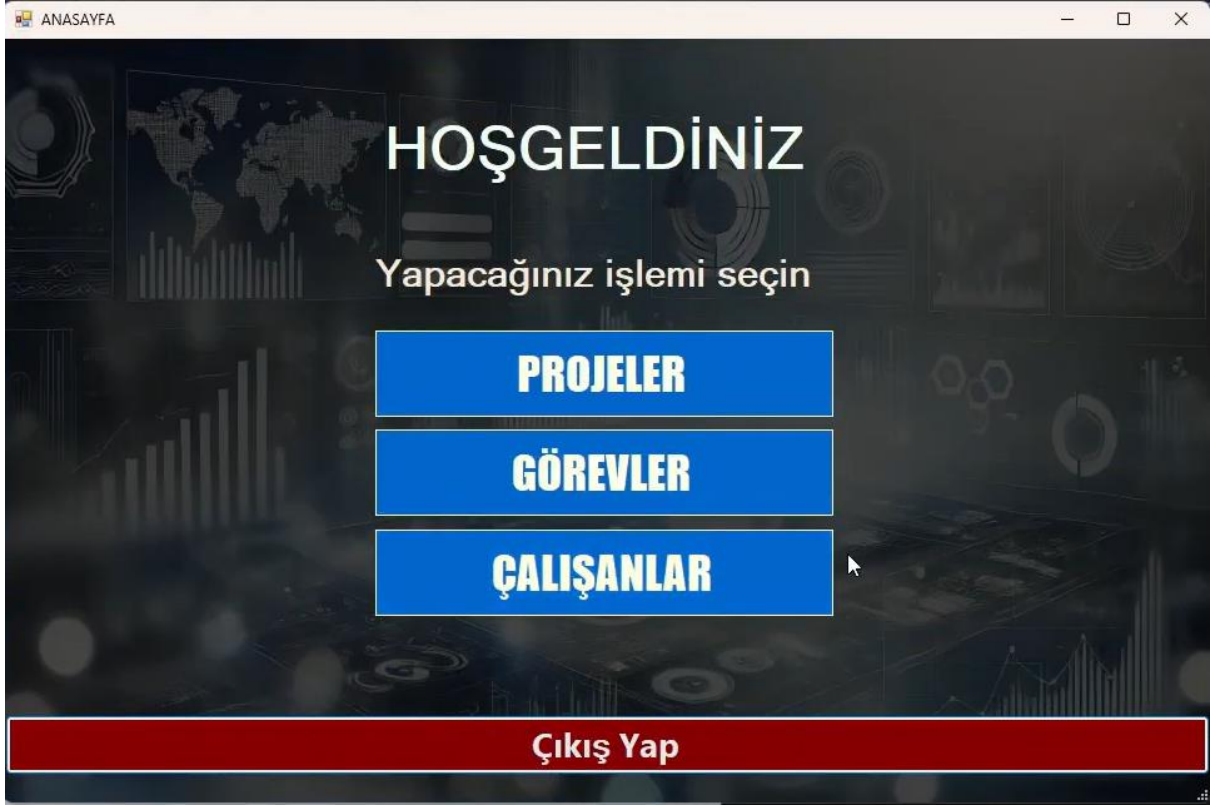 ANASAYFA
HOŞGELDİNİZ
Yapacağınız işlemi seçin
PROJELER
GÖREVLER
ÇALIŞANLAR
Çıkış Yap